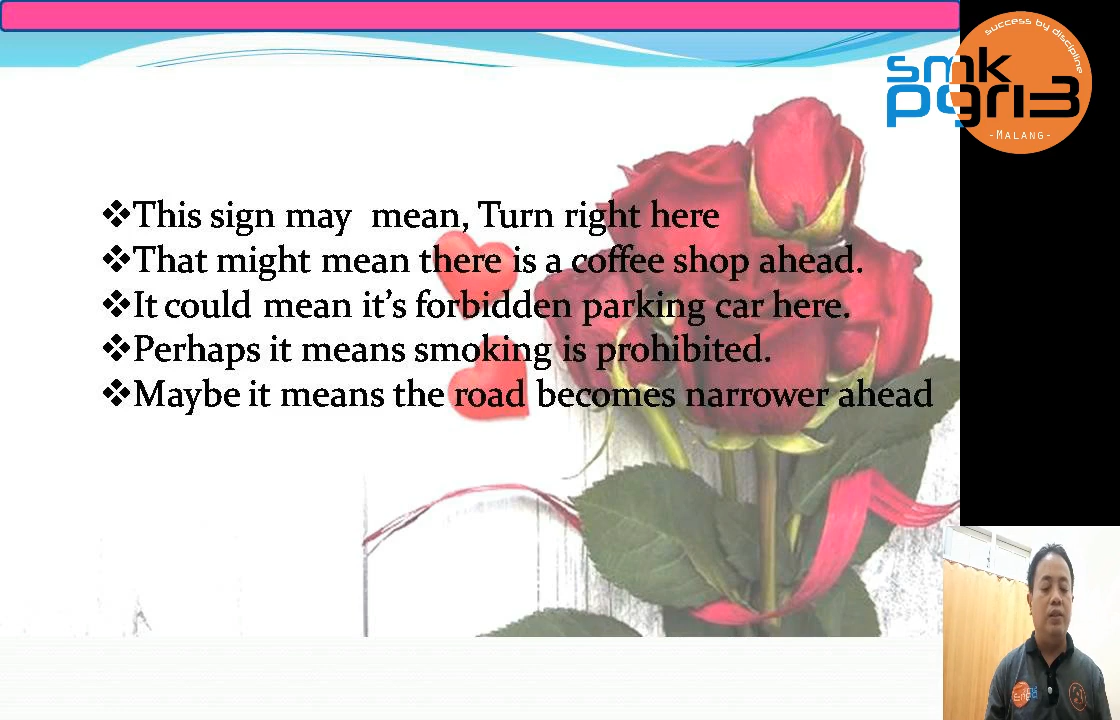 success by discipline
smk
pgri3
-MALANG-
❖This sign may mean, Turn right here
❖That might mean there is a coffee shop ahead.
❖It could mean it's forbidden parking car here.
❖Perhaps it means smoking is prohibited.
❖Maybe it means the road becomes narrower ahead